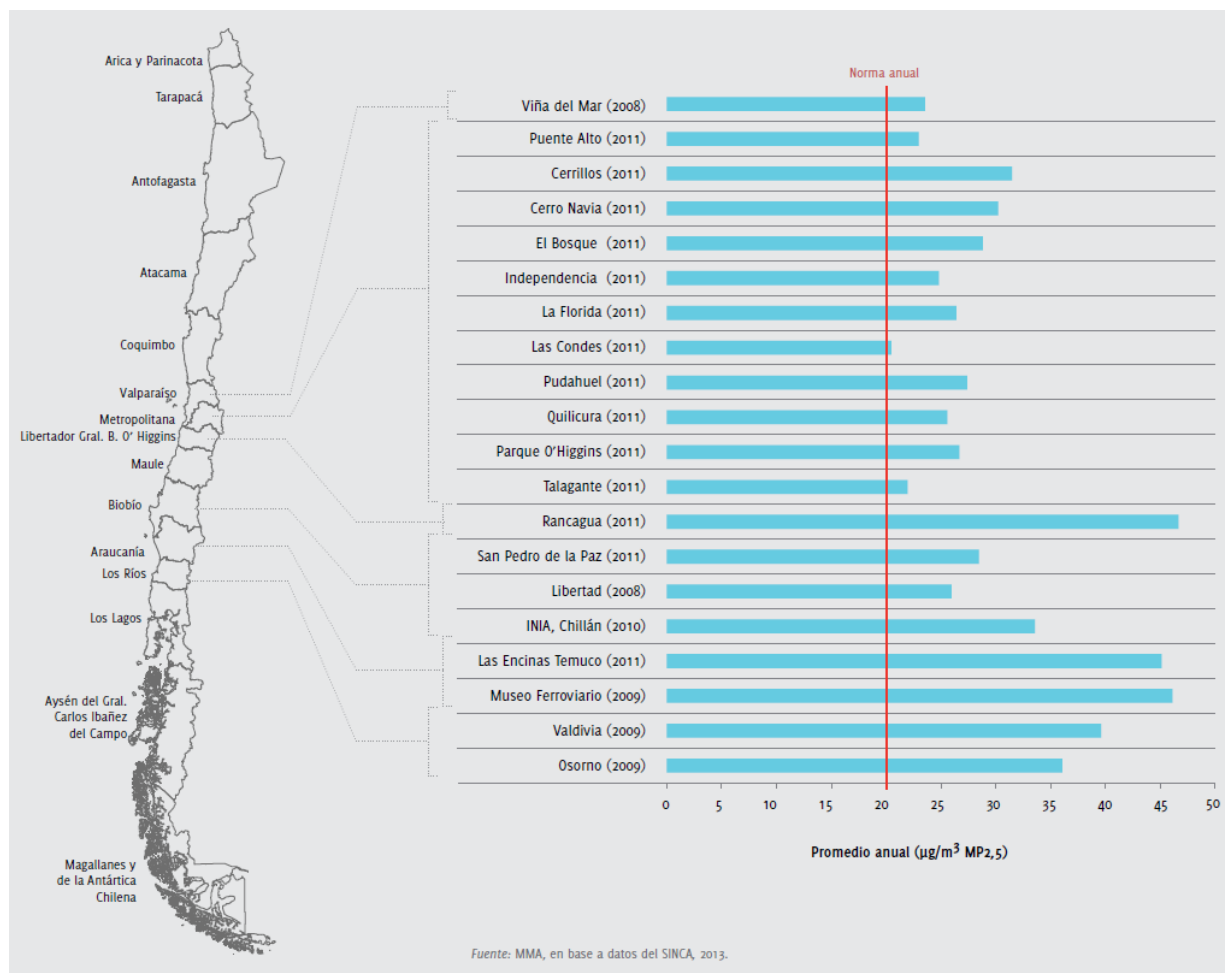 Arica y Parinacota
Tarapacá
Antofagasta
Atacama
Coquimbo
Valparaíso
Metropolitana
Libertador Gral. B. O' Higgins
Maule
Biobío
Araucanía
Los Ríos
Los Lagos
Aysén del Gral.
Carlos Ibañez
del Campo
Magallanes y
de la Antártica
Chilena
Norma anual
Viña del Mar (2008)
Puente Alto (2011)
Cerrillos (2011)
Cerro Navia (2011)
El Bosque (2011)
Independencia (2011)
La Florida (2011)
Las Condes (2011)
Pudahuel (2011)
Quilicura (2011)
Parque O'Higgins (2011)
Talagante (2011)
Rancagua (2011)
San Pedro de la Paz (2011)
Libertad (2008)
INIA, Chillán (2010)
Las Encinas Temuco (2011)
Museo Ferroviario (2009)
Valdivia (2009)
Osorno (2009)
0 5 10 15 20 25 30 35 40 45 50
Promedio anual (µg/m³ MP2,5)
Fuente: MMA, en base a datos del SINCA, 2013.